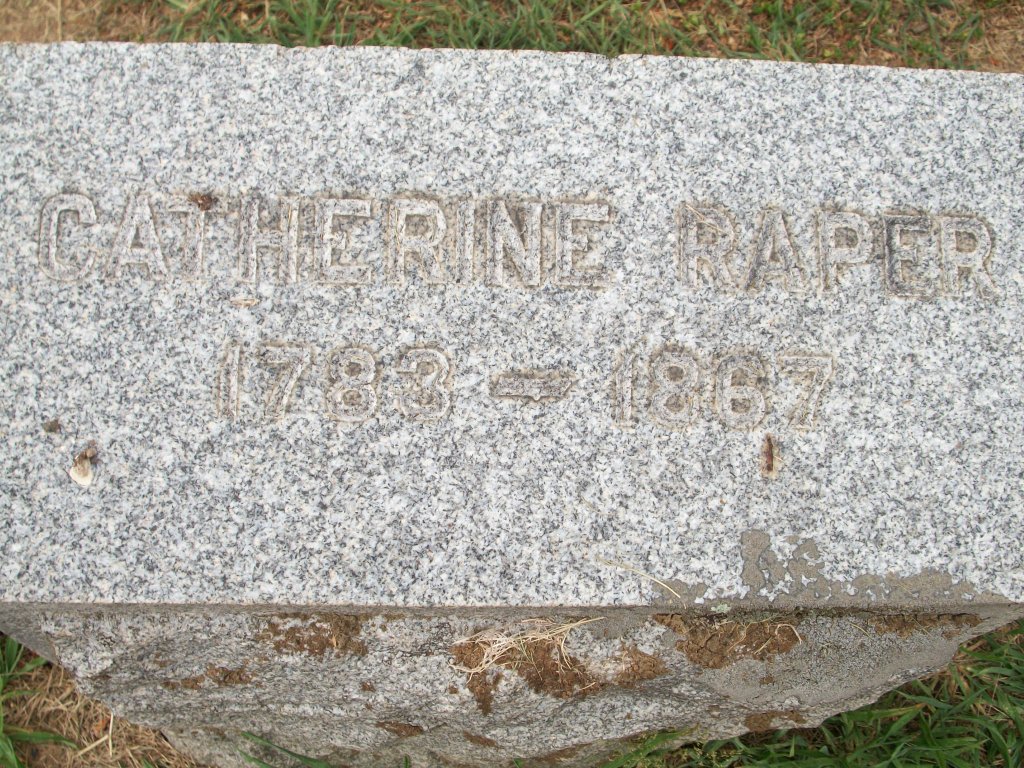 CATHERINE RAPER
1783 - 1867